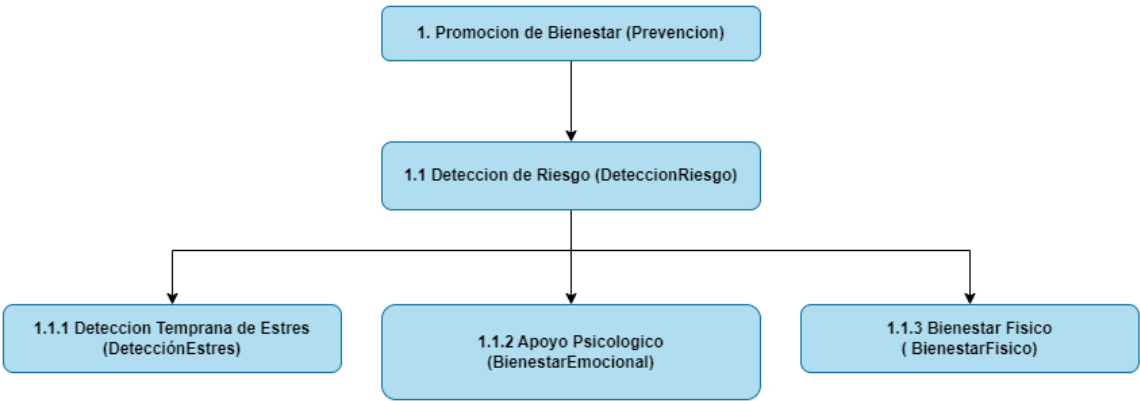 1. Promocion de Bienestar (Prevencion)
1.1 Deteccion de Riesgo (DeteccionRiesgo)
1.1.1 Deteccion Temprana de Estres
(DetecciónEstres)
1.1.2 Apoyo Psicologico
(BienestarEmocional)
1.1.3 Bienestar Fisico
( BienestarFisico)